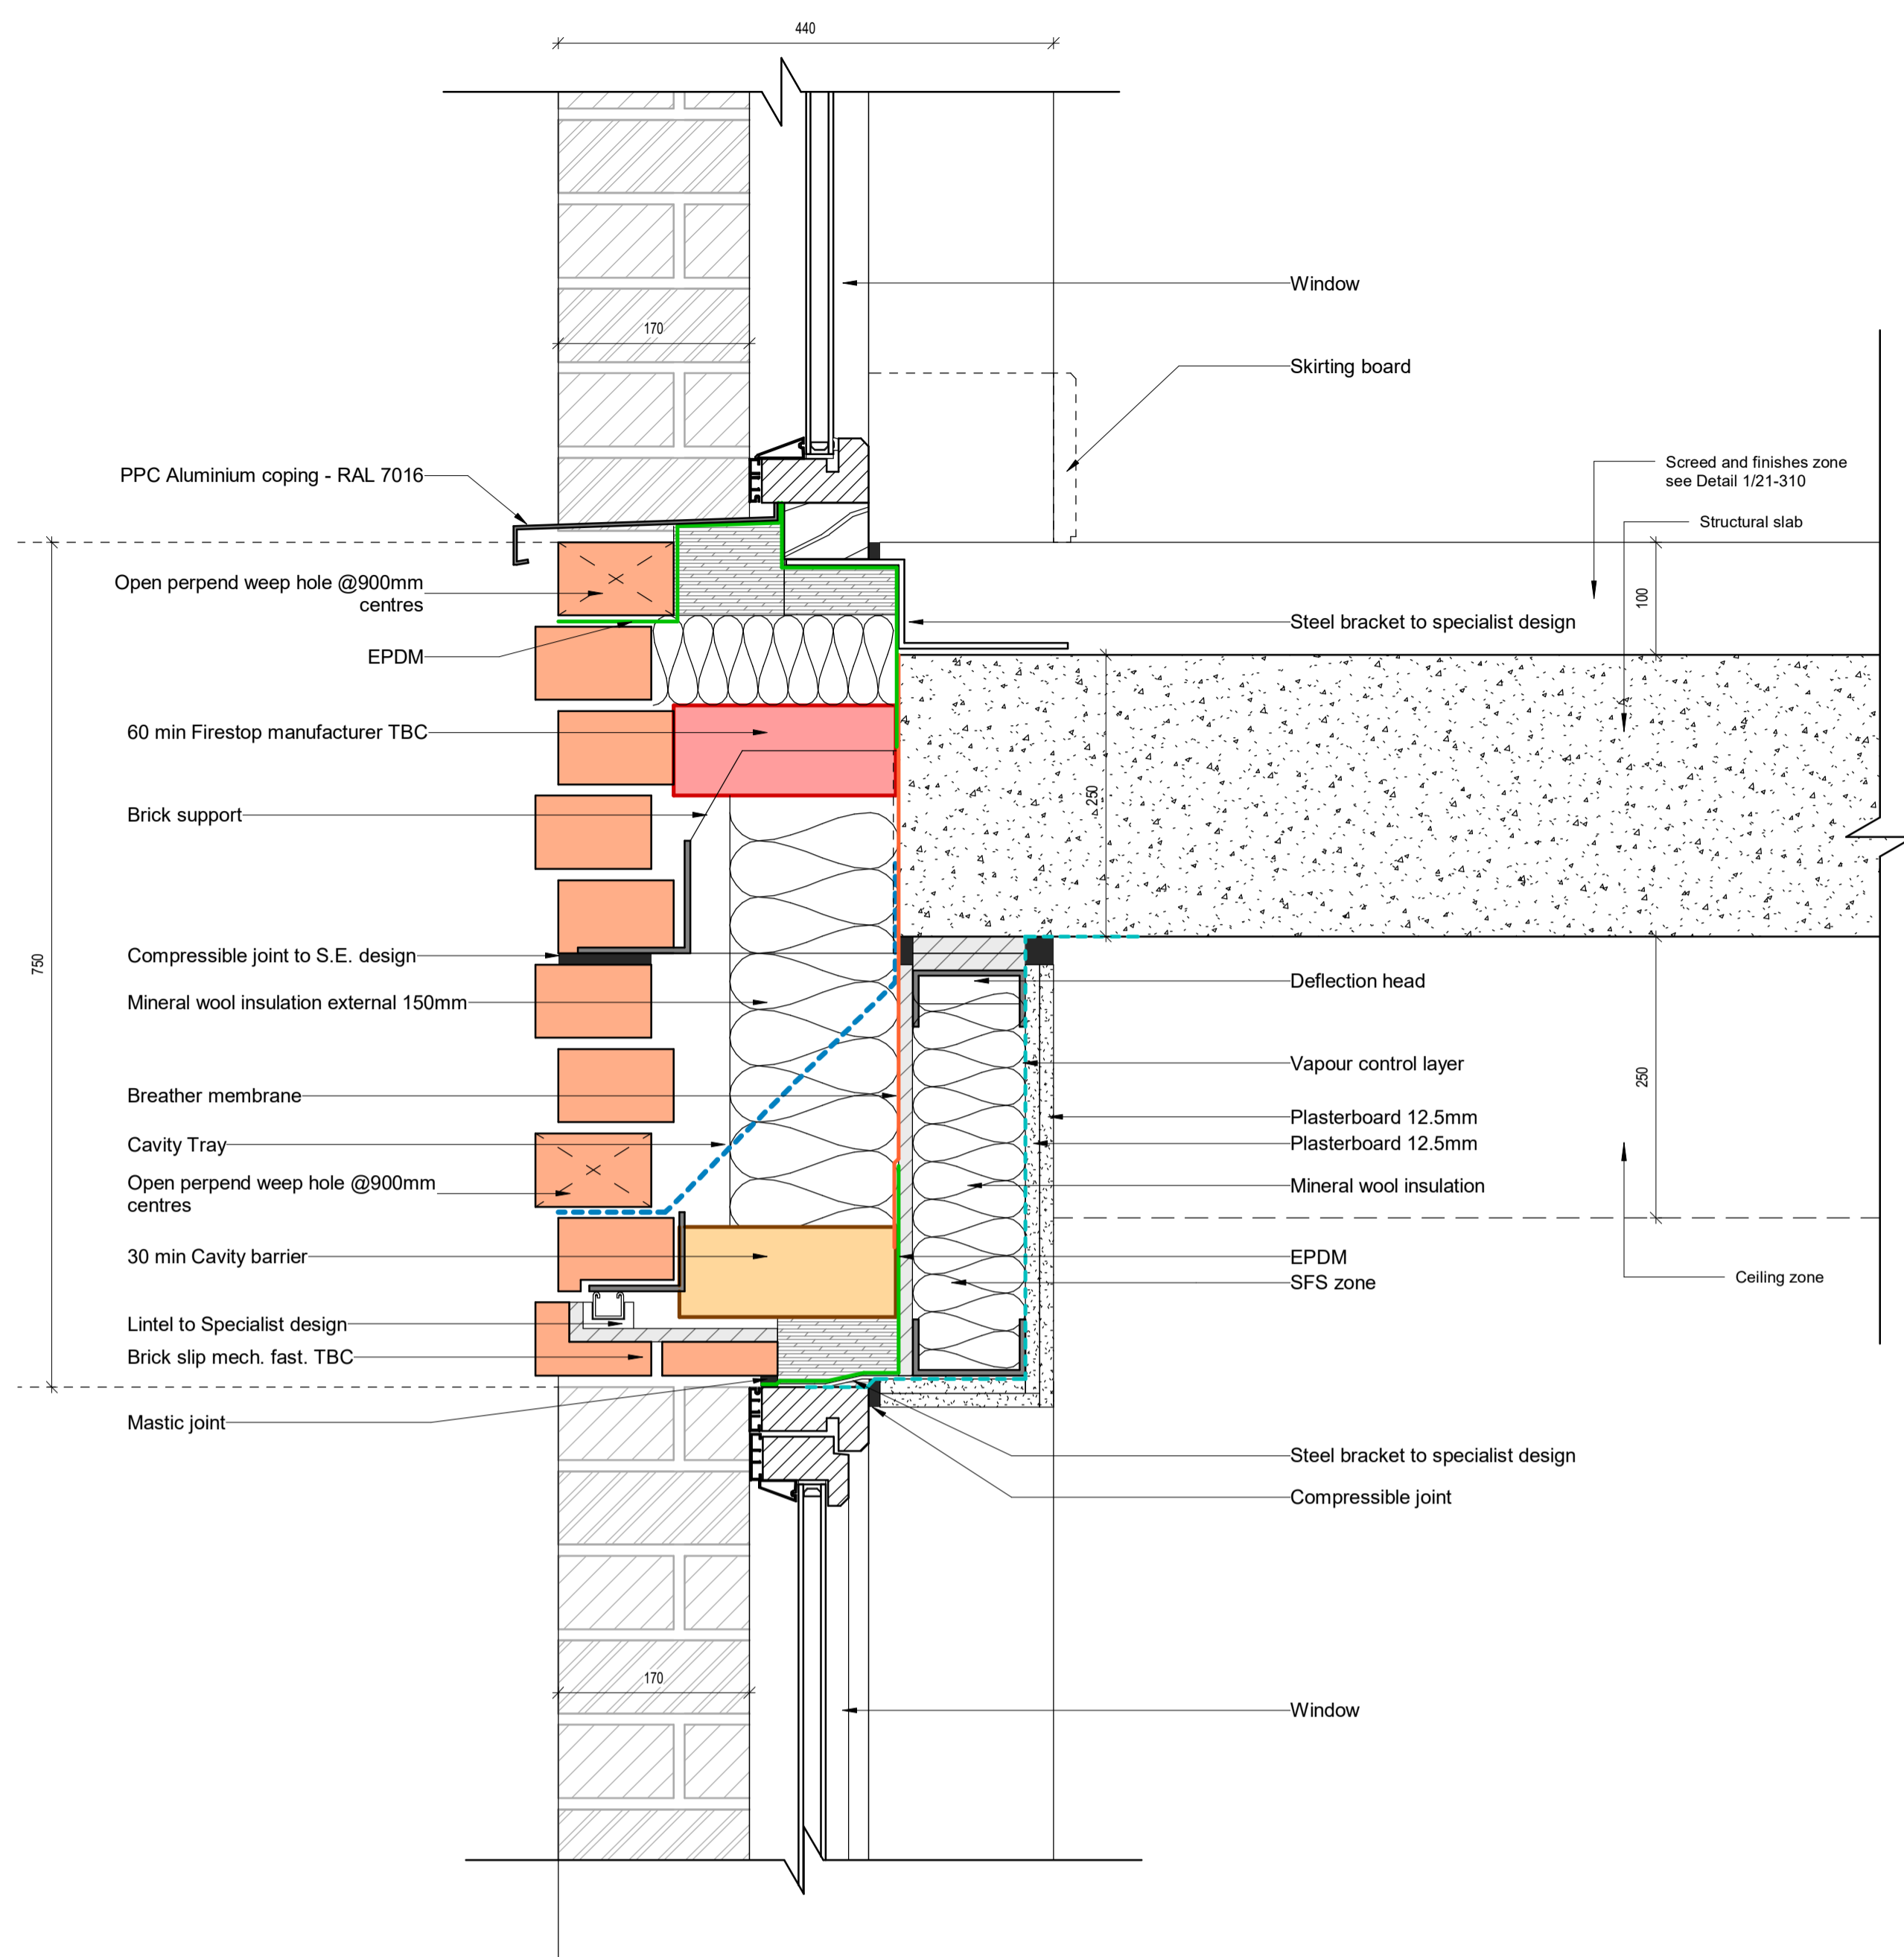 440
170
Window
Skirting board
PPC Aluminium coping - RAL 7016
Screed and finishes zone
see Detail 1/21-310
Structural slab
Open perpend weep hole @900mm
centres
100
Steel bracket to specialist design
EPDM
60 min Firestop manufacturer TBC
250
Brick support
750
Compressible joint to S.E. design
Deflection head
Mineral wool insulation external 150mm
Vapour control layer
250
Breather membrane
Plasterboard 12.5mm
Cavity Tray
Plasterboard 12.5mm
Open perpend weep hole @900mm
centres
Mineral wool insulation
30 min Cavity barrier
EPDM
SFS zone
Ceiling zone
Lintel to Specialist design
Brick slip mech. fast. TBC
Mastic joint
Steel bracket to specialist design
Compressible joint
170
Window